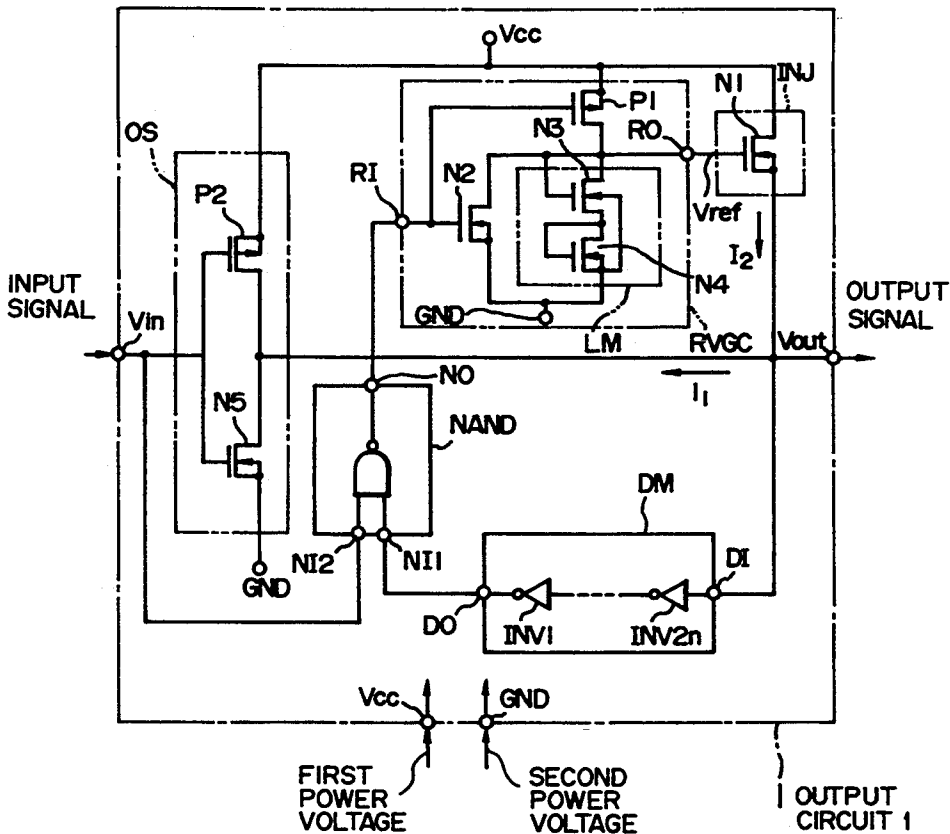 Vcc
INJ
N1
P1
N3
RO
OS
RI
N2
P2
Vref
I2
N4
INPUT
SIGNAL
OUTPUT
SIGNAL
Vin
GND
LM
RVGC
Vout
I1
NO
N5
NAND
DM
NI2
NI1
DI
GND
DO
INV1
INV2n
Vcc
GND
FIRST
POWER
VOLTAGE
SECOND
POWER
VOLTAGE
OUTPUT
CIRCUIT 1